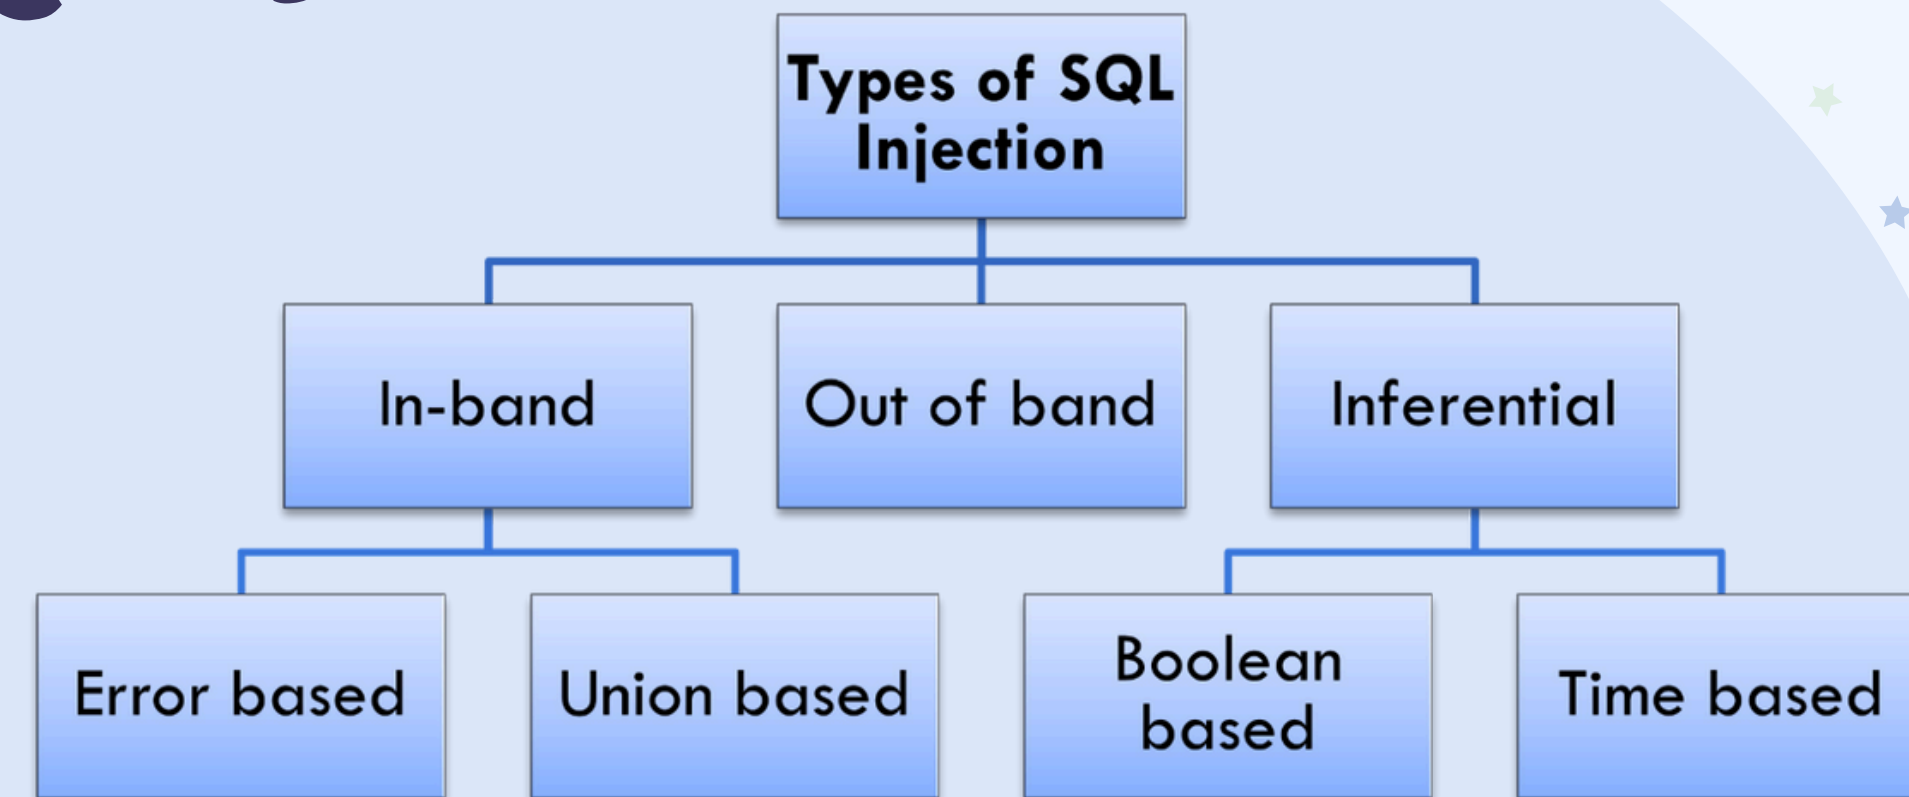 Types of SQL
Injection
In-band
Out of band
Inferential
Error based
Union based
Boolean
based
Time based